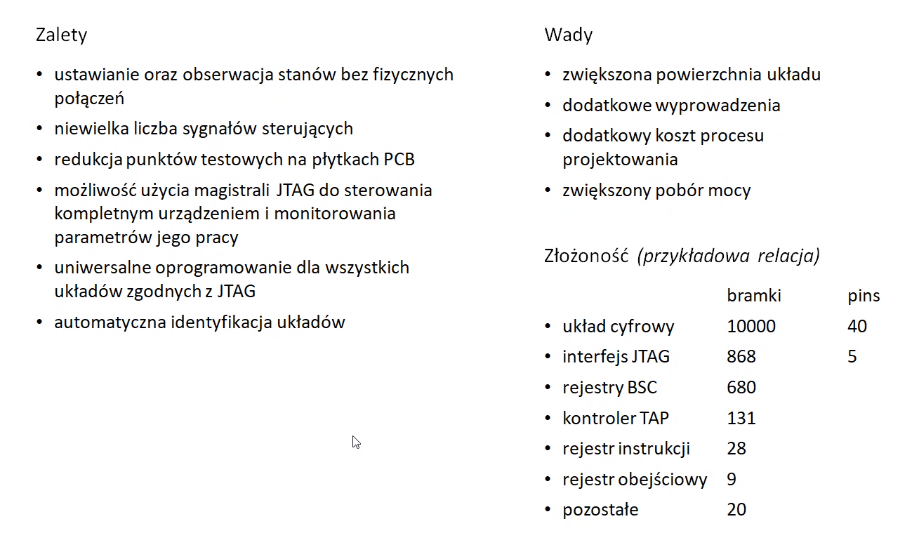 Zalety
• ustawianie oraz obserwacja stanów bez fizycznych
połączeń
• niewielka liczba sygnałów sterujących
• redukcja punktów testowych na płytkach PCB
• możliwość użycia magistrali JTAG do sterowania
kompletnym urządzeniem i monitorowania
parametrów jego pracy
• uniwersalne oprogramowanie dla wszystkich
układów zgodnych z JTAG
• automatyczna identyfikacja układów
Wady
• zwiększona powierzchnia układu
• dodatkowe wyprowadzenia
• dodatkowy koszt procesu
projektowania
• zwiększony pobór mocy
Złożoność (przykładowa relacja)
bramki pins
• układ cyfrowy 10000 40
• interfejs JTAG 868 5
• rejestry BSC 680
• kontroler TAP 131
• rejestr instrukcji 28
• rejestr obejściowy 9
• pozostałe 20